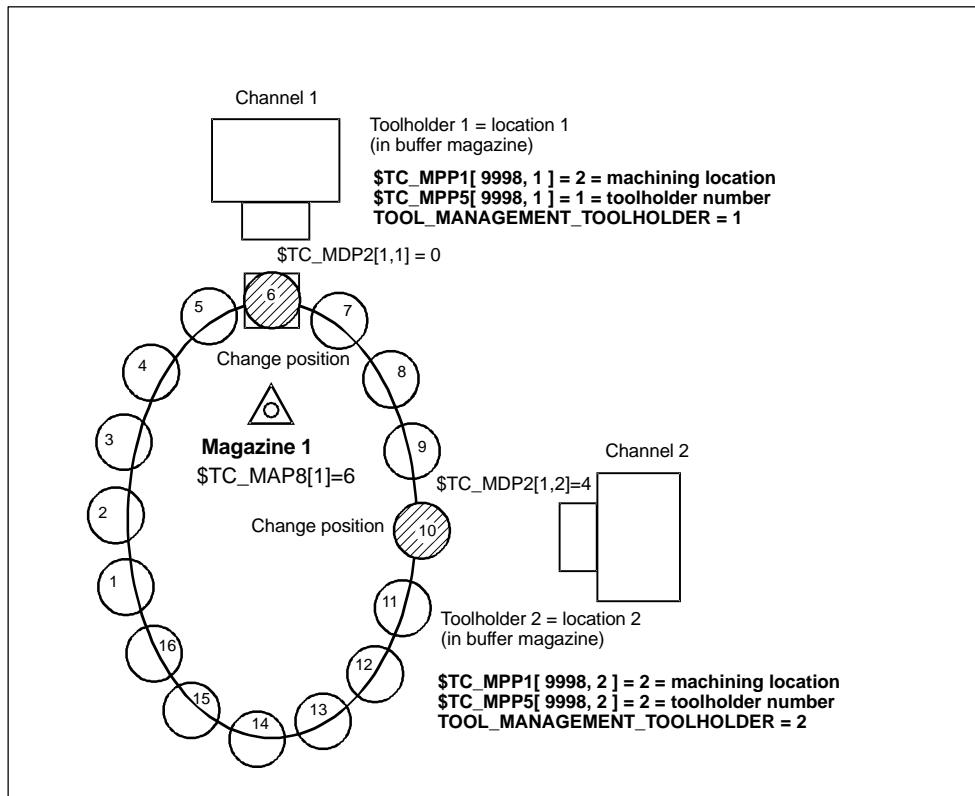 Channel 1
Toolholder 1 = location 1
(in buffer magazine)
$TC_MPP1[ 9998, 1 ] = 2 = machining location
$TC_MPP5[ 9998, 1 ] = 1 = toolholder number
TOOL_MANAGEMENT_TOOLHOLDER = 1
$TC_MDP2[1,1] = 0
6
5
7
Change position
4
8
3
Magazine 1
9
Channel 2
$TC_MAP8[1]=6
$TC_MDP2[1,2]=4
2
Change position
10
1
11
Toolholder 2 = location 2
(in buffer magazine)
16
12
$TC_MPP1[ 9998, 2 ] = 2 = machining location
$TC_MPP5[ 9998, 2 ] = 2 = toolholder number
TOOL_MANAGEMENT_TOOLHOLDER = 2
15
13
14